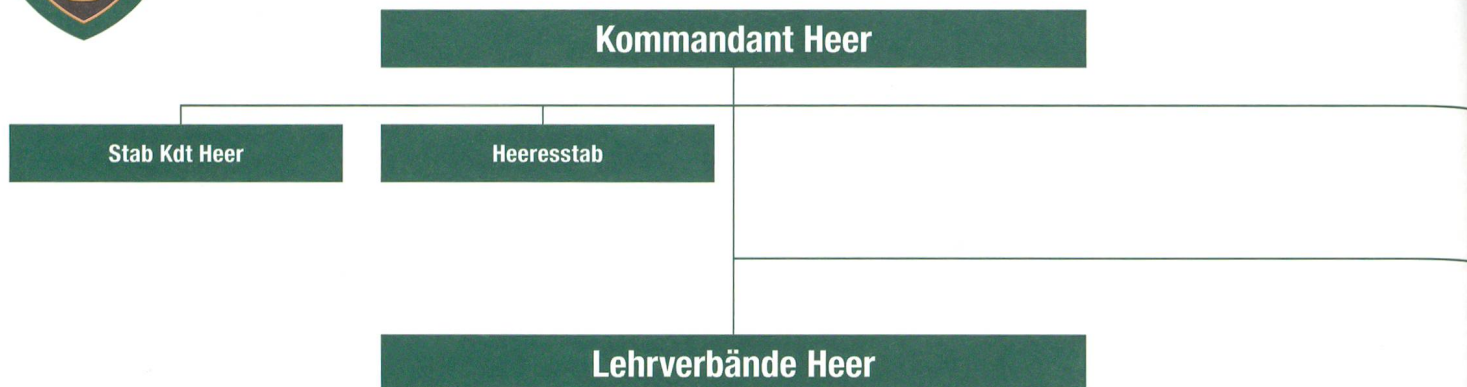 Kommandant Heer
Stab Kdt Heer
Heeresstab
Lehrverbände Heer